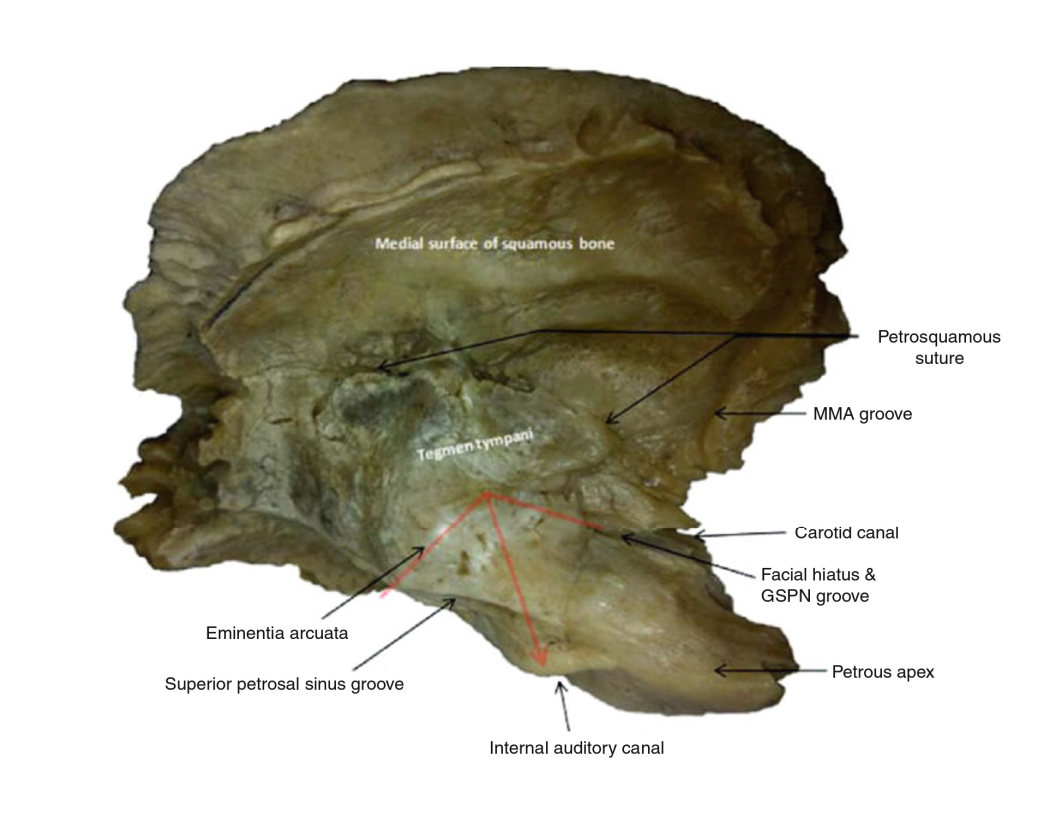 Medial surface of squamous bone
Petrosquamous
suture
MMA groove
Tegmen tympani
Carotid canal
Facial hiatus &
GSPN groove
Eminentia arcuata
Petrous apex
Superior petrosal sinus groove
Internal auditory canal